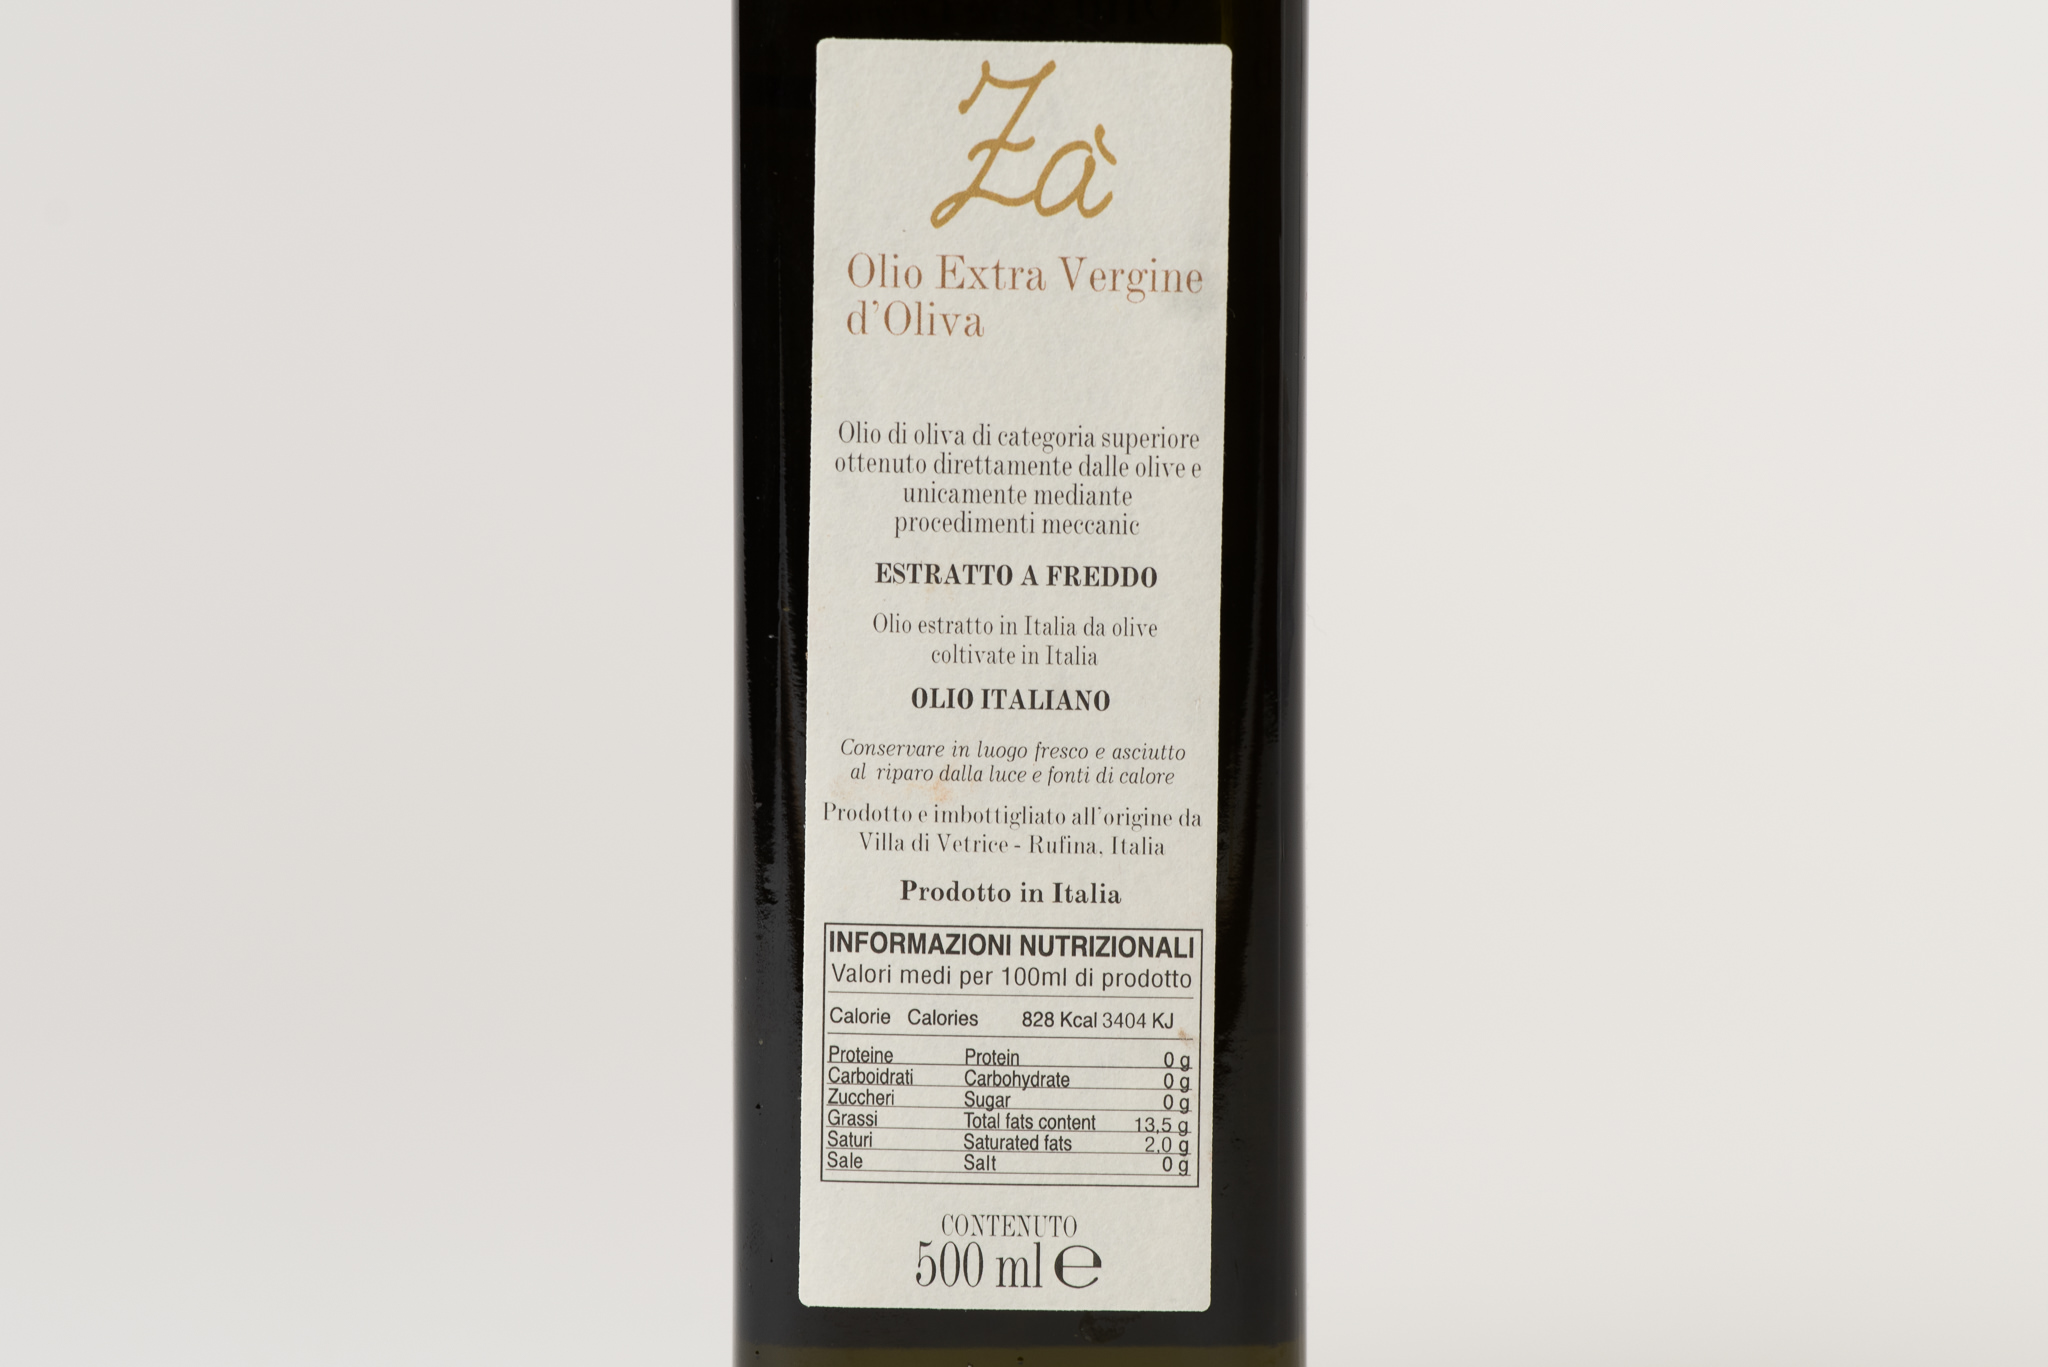 Zà
Olio Extra Vergine
d'Oliva
Olio di oliva di categoria superiore
ottenuto direttamente dalle olive e
unicamente mediante
procedimenti meccanic
ESTRATTO A FREDDO
Olio estratto in Italia da olive
coltivate in Italia
OLIO ITALIANO
Conservare in luogo fresco e asciutto
al riparo dalla luce e fonti di calore
Prodotto e imbottigliato all'origine da
Villa di Vetrice - Rufina, Italia
Prodotto in Italia
INFORMAZIONI NUTRIZIONALI
Valori medi per 100ml di prodotto
Calorie Calories 828 Kcal 3404 KJ
Proteine Protein 0 g
Carboidrati Carbohydrate 0 g
Zuccheri Sugar 0 g
Grassi Total fats content 13,5 g
Saturi Saturated fats 2,0 g
Sale Salt 0 g
CONTENUTO
500 ml ℮